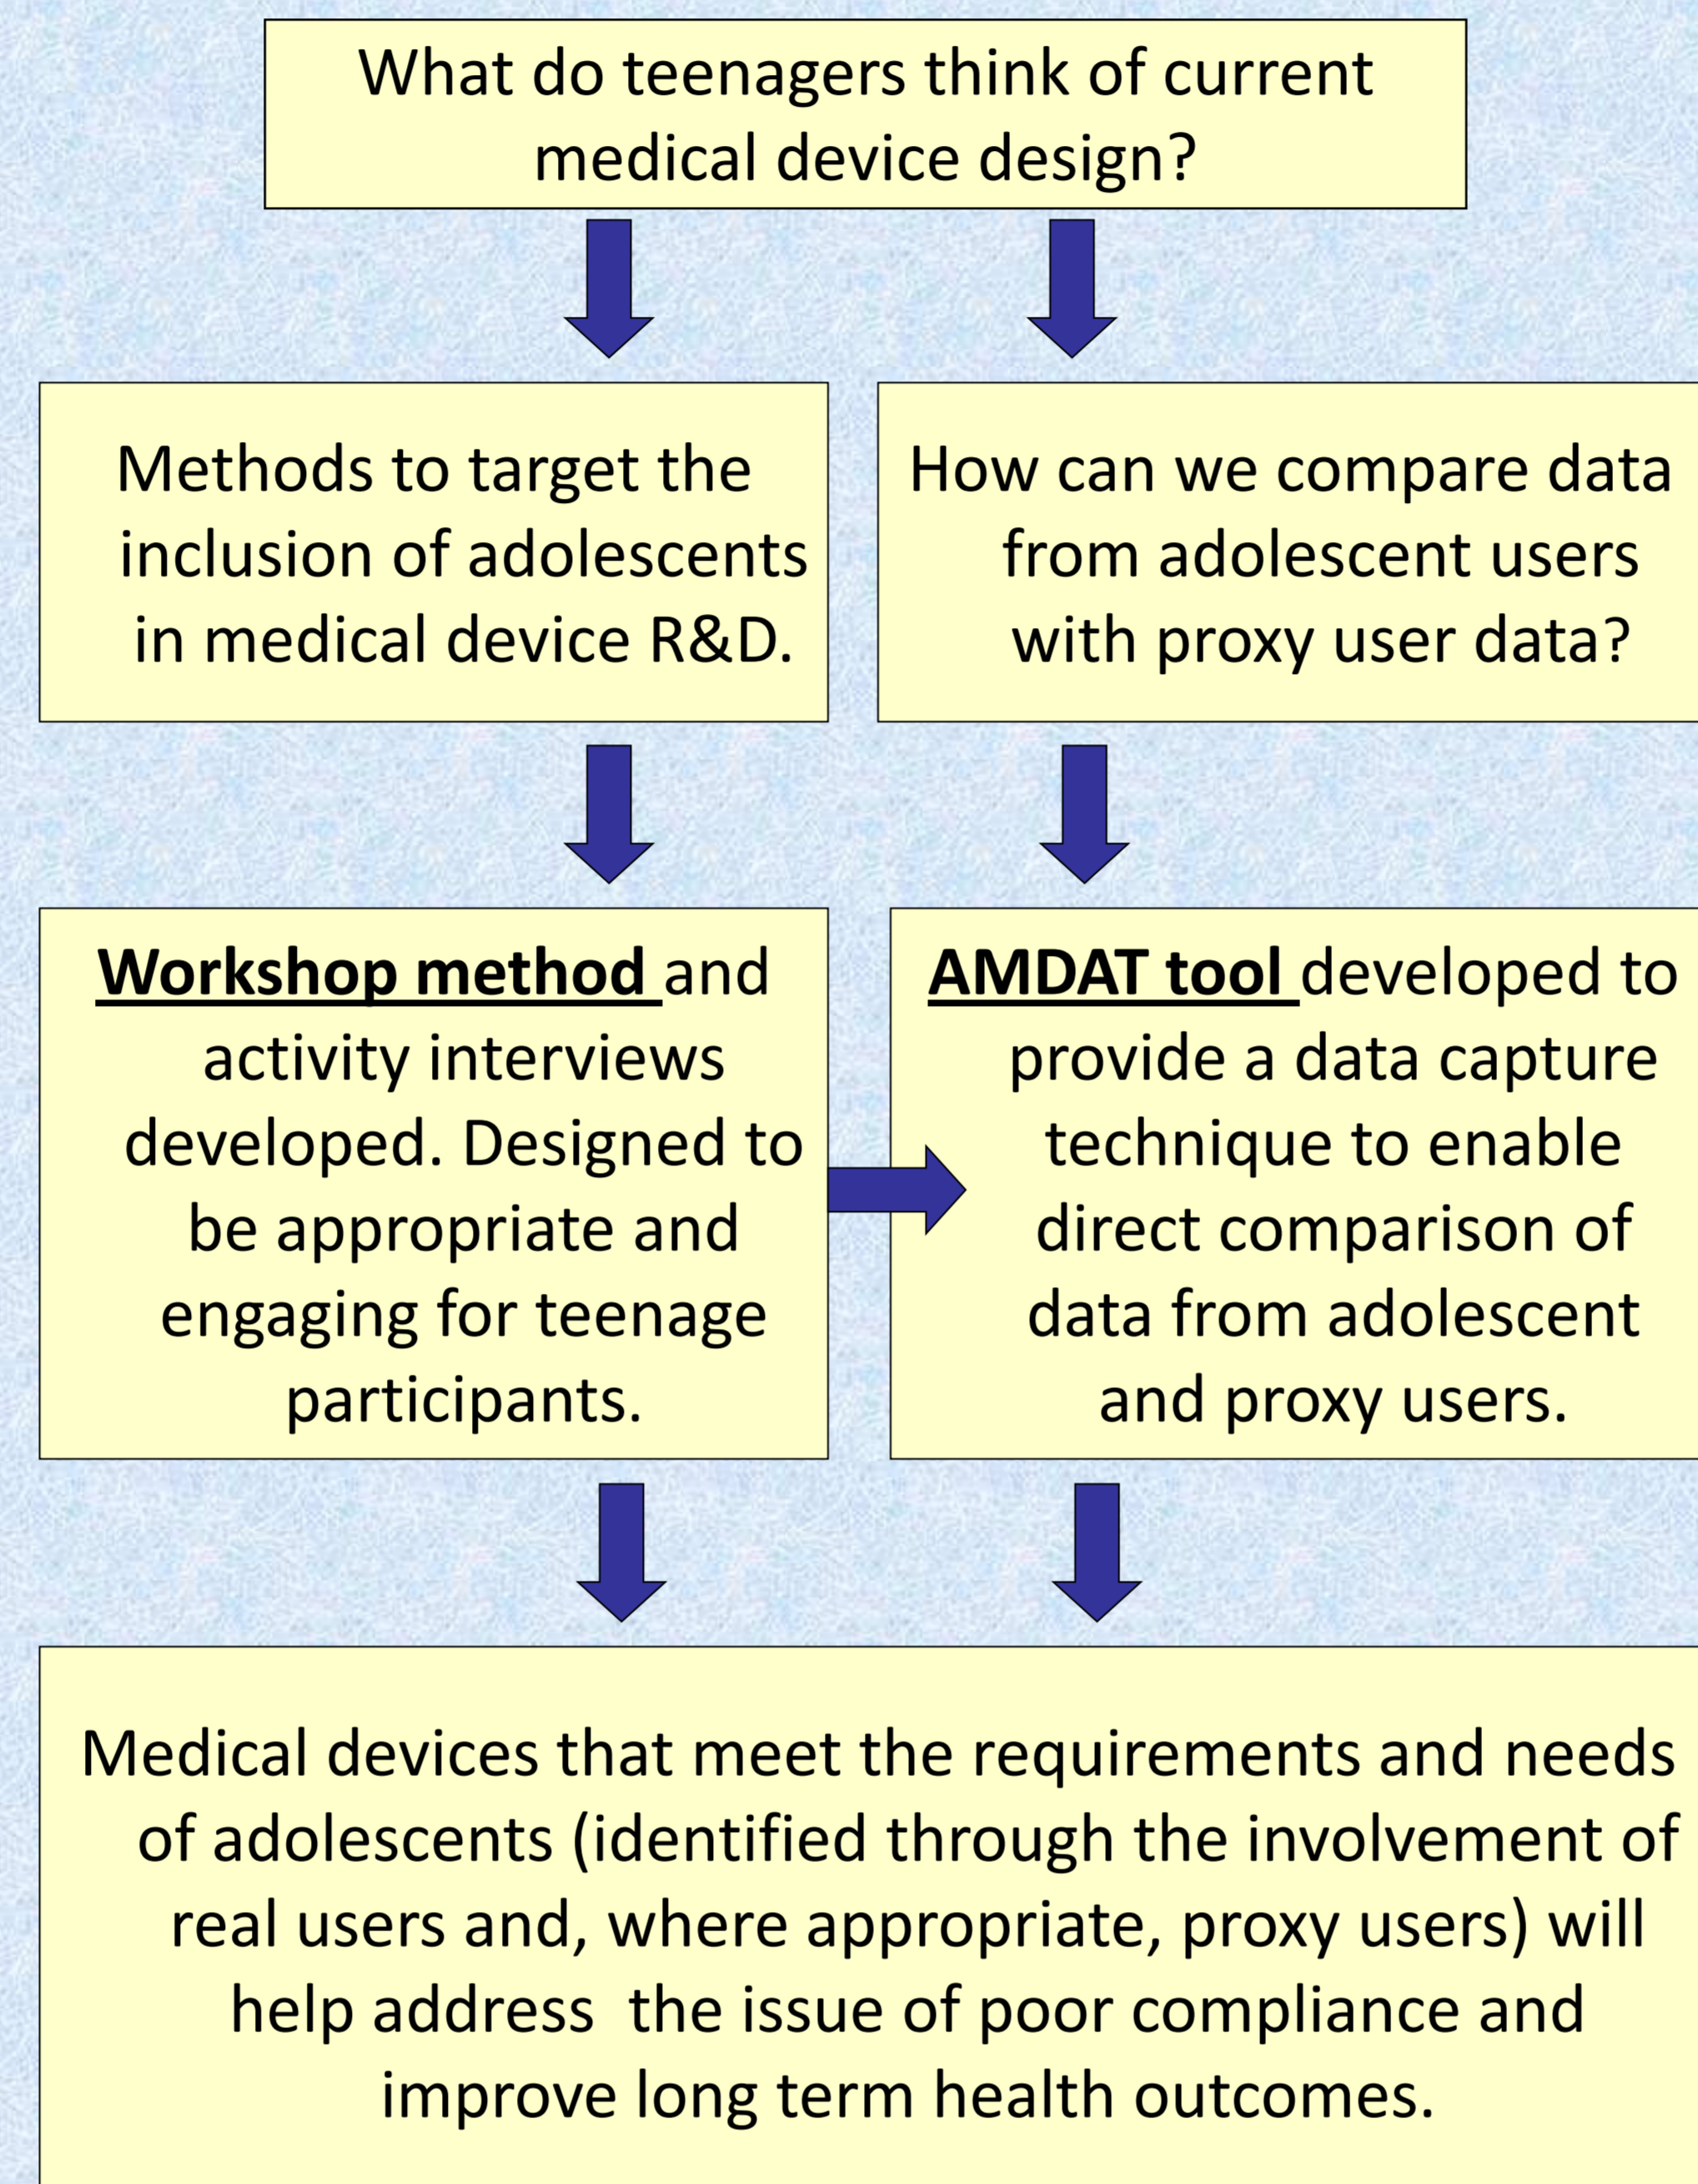 What do teenagers think of current
medical device design?
Methods to target the
inclusion of adolescents
in medical device R&D.
How can we compare data
from adolescent users
with proxy user data?
Workshop method and
activity interviews
developed. Designed to
be appropriate and
engaging for teenage
participants.
AMDAT tool developed to
provide a data capture
technique to enable
direct comparison of
data from adolescent
and proxy users.
Medical devices that meet the requirements and needs
of adolescents (identified through the involvement of
real users and, where appropriate, proxy users) will
help address  the issue of poor compliance and
improve long term health outcomes.